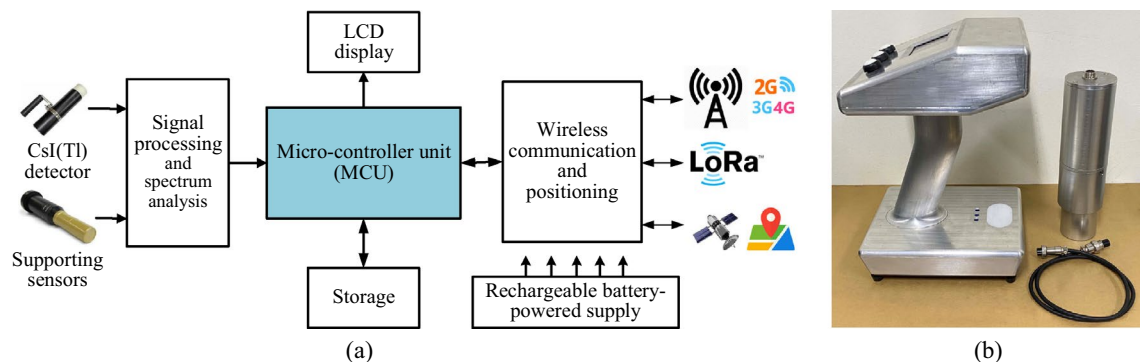 LCD
display
CsI(Tl)
detector
Supporting
sensors
Signal
processing
and
spectrum
analysis
Micro-controller unit
(MCU)
Storage
Wireless
communication
and
positioning
2G
3G4G
LoRa™
Rechargeable battery-
powered supply
(a)
(b)